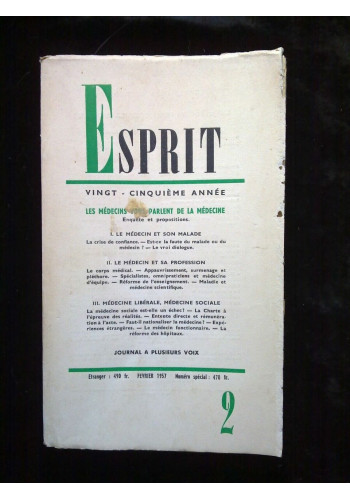 ESPRIT
VINGT - CINQUIÈME ANNÉE
LES MÉDECINS VOUS PARLENT DE LA MÉDECINE
Enquête et propositions.
I. LE MÉDECIN ET SON MALADE
La crise de confiance. — Est-ce la faute du malade ou du
médecin ? — Le vrai dialogue.
II. LE MÉDECIN ET SA PROFESSION
Le corps médical. — Appauvrissement, surmenage et
pléthore. — Spécialistes, omnipraticiens et médecine
d'équipe. — Réforme de l'enseignement. — Maladie et
médecine scientifique.
III. MÉDECINE LIBÉRALE, MÉDECINE SOCIALE
La médecine sociale est-elle un échec ? — La Charte à
l'épreuve des réalités. — Entente directe et rémunéra-
tion à l'acte. — Faut-il nationaliser la médecine ? — Expé-
riences étrangères. — Le médecin fonctionnaire. — La
réforme des hôpitaux.
JOURNAL A PLUSIEURS VOIX
Etranger : 490 fr. FEVRIER 1957 Numéro spécial : 470 fr.
2